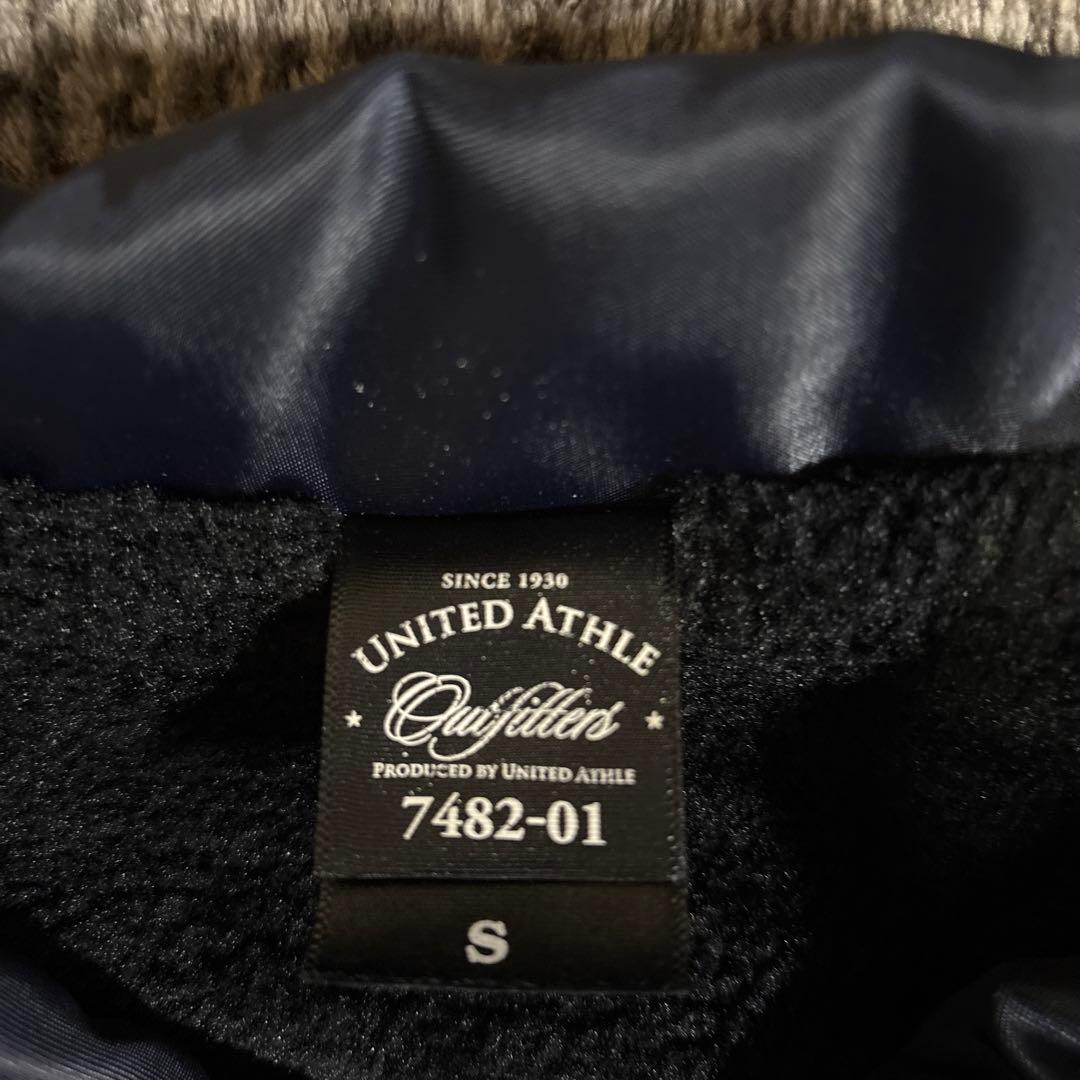 SINCE 1930
UNITED ATHLE
Outfitters
PRODUCED BY UNITED ATHLE
7482-01
S